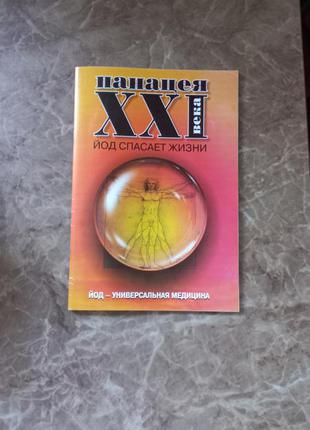 панацея
XXI века
ЙОД СПАСАЕТ ЖИЗНИ
ЙОД – УНИВЕРСАЛЬНАЯ МЕДИЦИНА